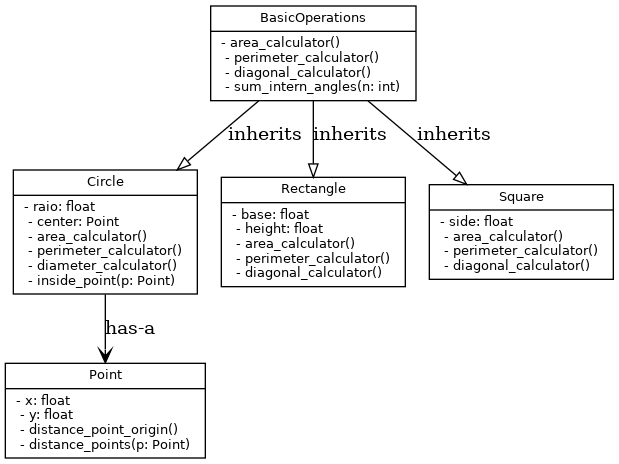 BasicOperations
- area_calculator()
- perimeter_calculator()
- diagonal_calculator()
- sum_intern_angles(n: int)
inherits
inherits
inherits
Circle
- raio: float
- center: Point
- area_calculator()
- perimeter_calculator()
- diameter_calculator()
- inside_point(p: Point)
Rectangle
- base: float
- height: float
- area_calculator()
- perimeter_calculator()
- diagonal_calculator()
Square
- side: float
- area_calculator()
- perimeter_calculator()
- diagonal_calculator()
has-a
Point
- x: float
- y: float
- distance_point_origin()
- distance_points(p: Point)